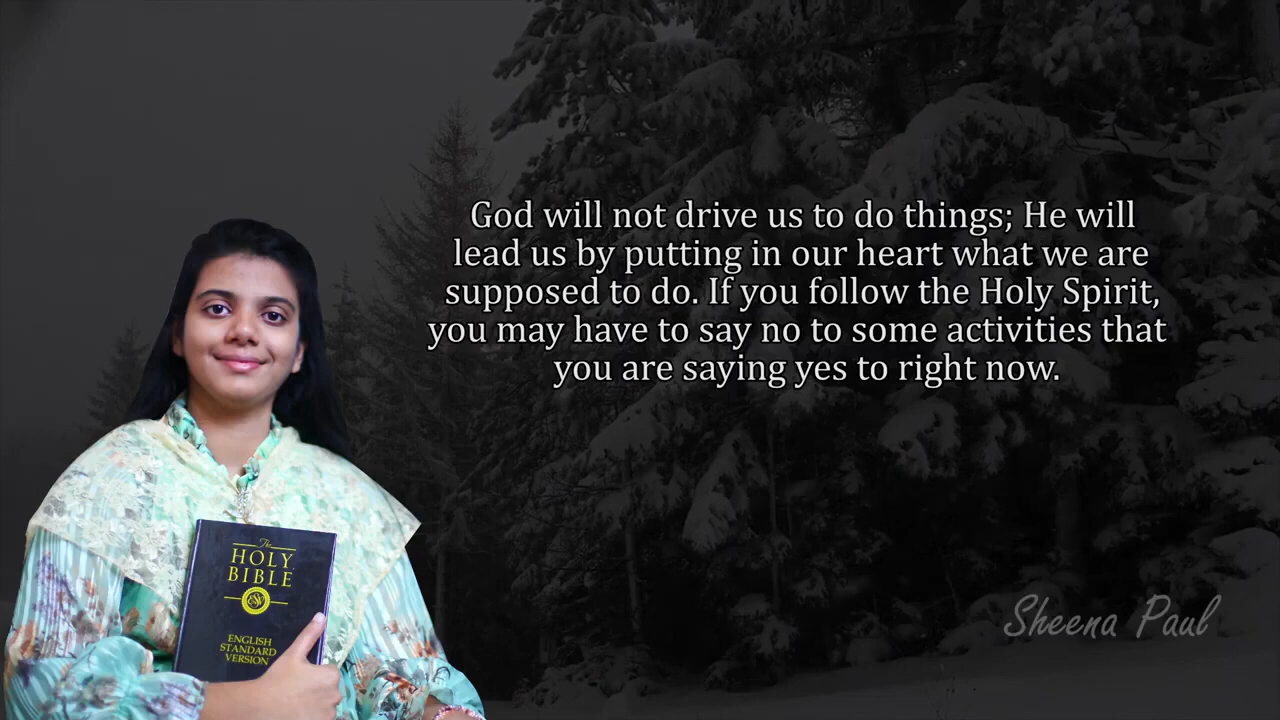 God will not drive us to do things; He will
lead us by putting in our heart what we are
supposed to do. If you follow the Holy Spirit,
you may have to say no to some activities that
you are saying yes to right now.
The
HOLY
BIBLE
ESV
ENGLISH
STANDARD
VERSION
Sheena Paul